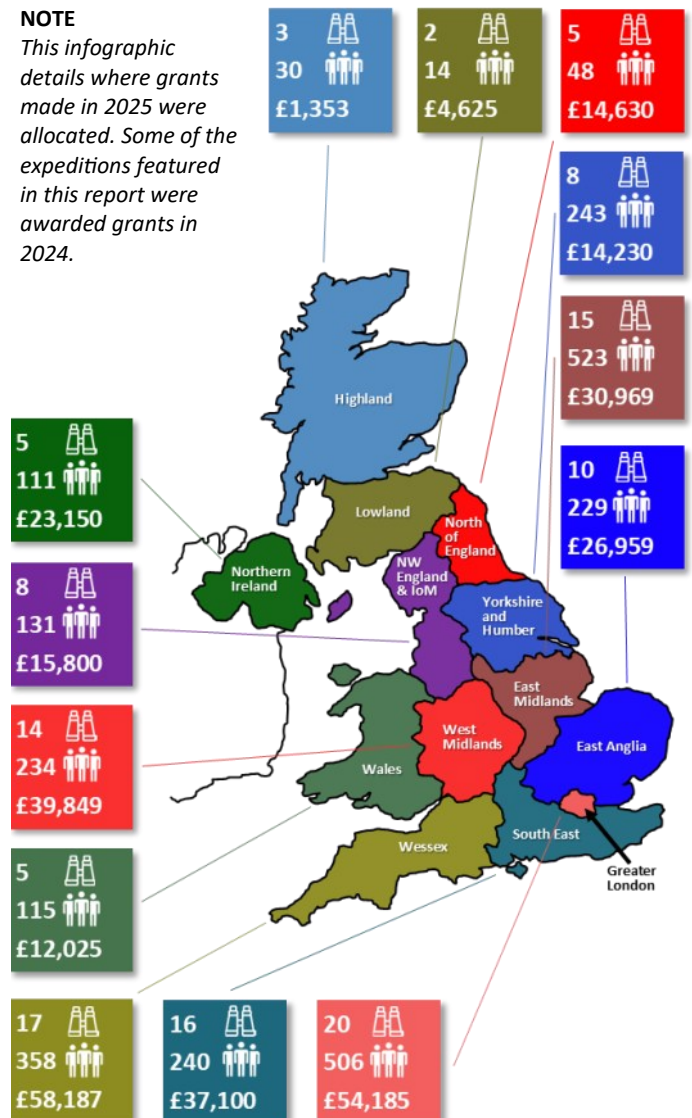 NOTE
This infographic
details where grants
made in 2025 were
allocated. Some of the
expeditions featured
in this report were
awarded grants in
2024.
3
30
£1,353
2
14
£4,625
5
48
£14,630
8
243
£14,230
15
523
£30,969
10
229
£26,959
5
111
£23,150
8
131
£15,800
14
234
£39,849
5
115
£12,025
17
358
£58,187
16
240
£37,100
20
506
£54,185
Highland
Lowland
North
of
England
Northern
Ireland
NW
England
& IoM
Yorkshire
and
Humber
East
Midlands
West
Midlands
East Anglia
Wales
South East
Wessex
Greater
London